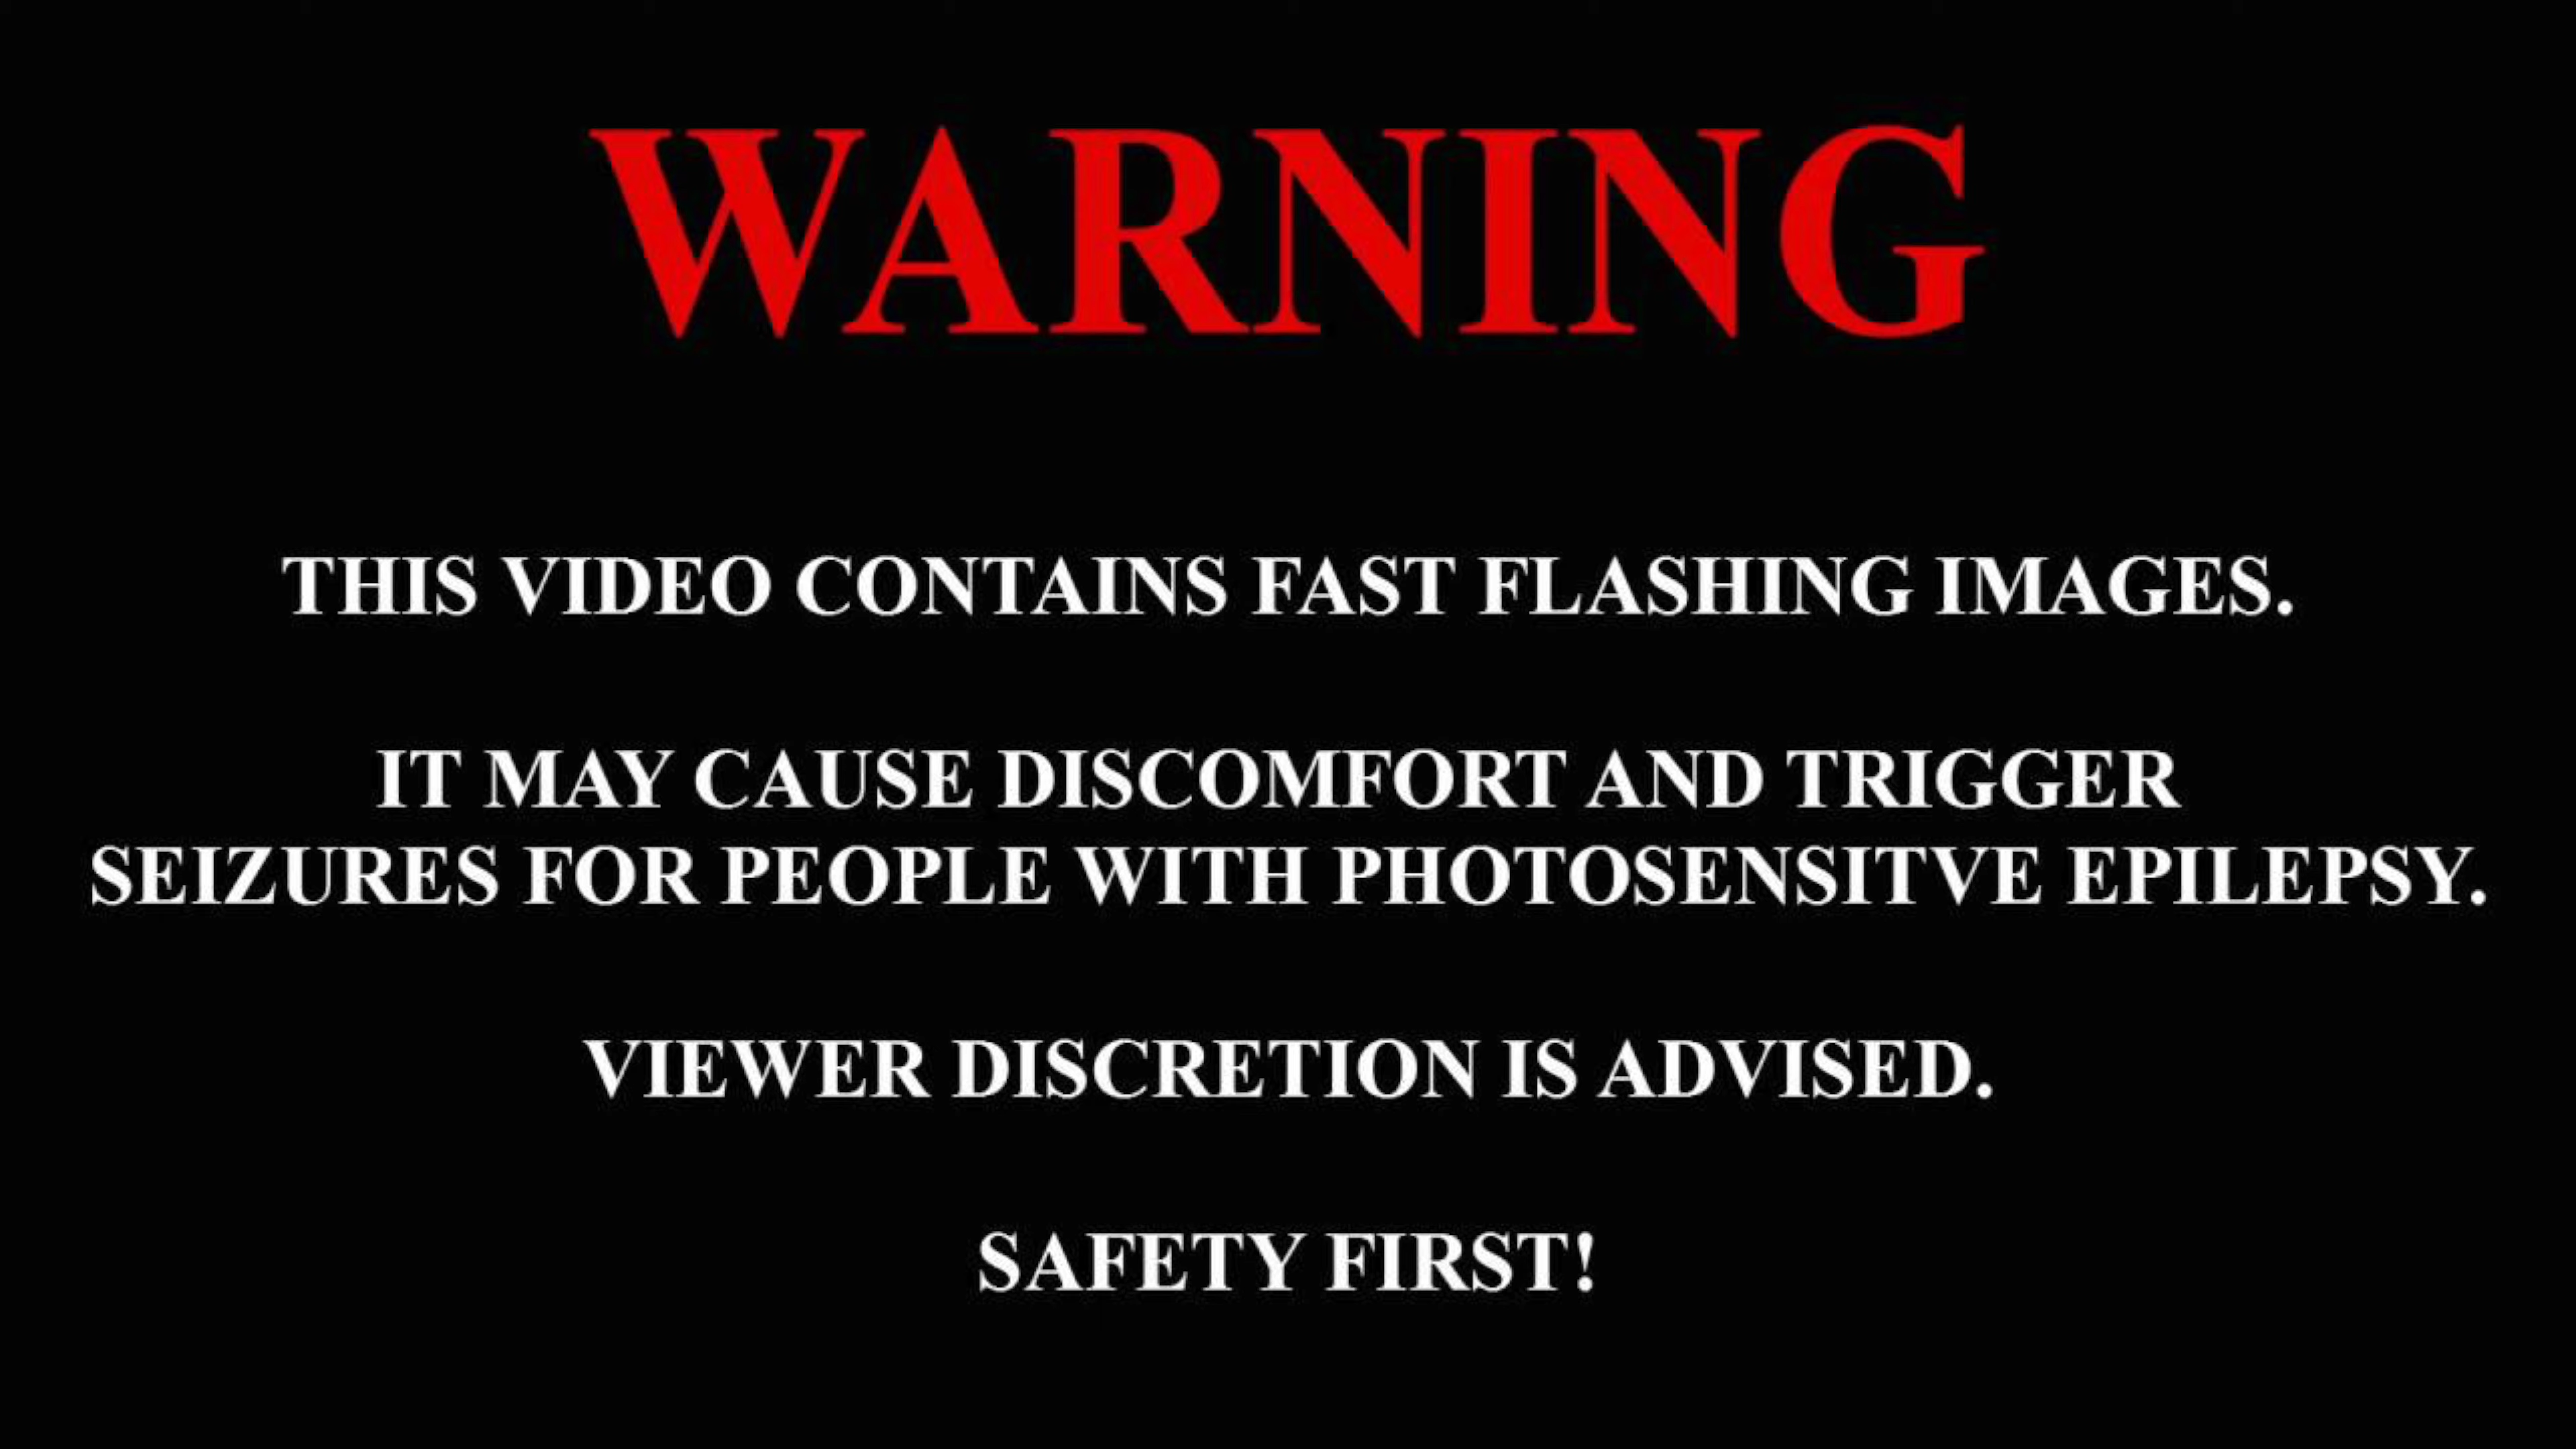 WARNING
THIS VIDEO CONTAINS FAST FLASHING IMAGES.
IT MAY CAUSE DISCOMFORT AND TRIGGER
SEIZURES FOR PEOPLE WITH PHOTOSENSITVE EPILEPSY.
VIEWER DISCRETION IS ADVISED.
SAFETY FIRST!